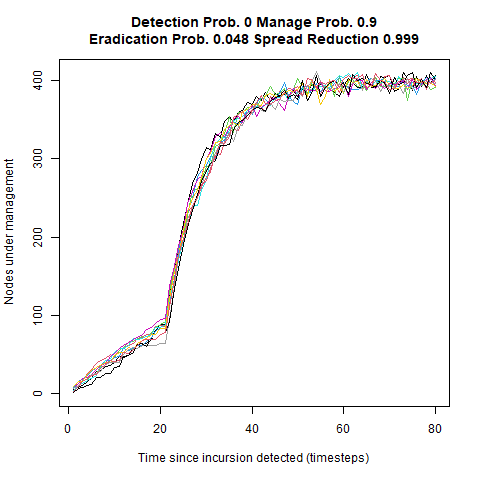 Detection Prob. 0 Manage Prob. 0.9
Eradication Prob. 0.048 Spread Reduction 0.999
Nodes under management
400
300
200
100
0
0 20 40 60 80
Time since incursion detected (timesteps)